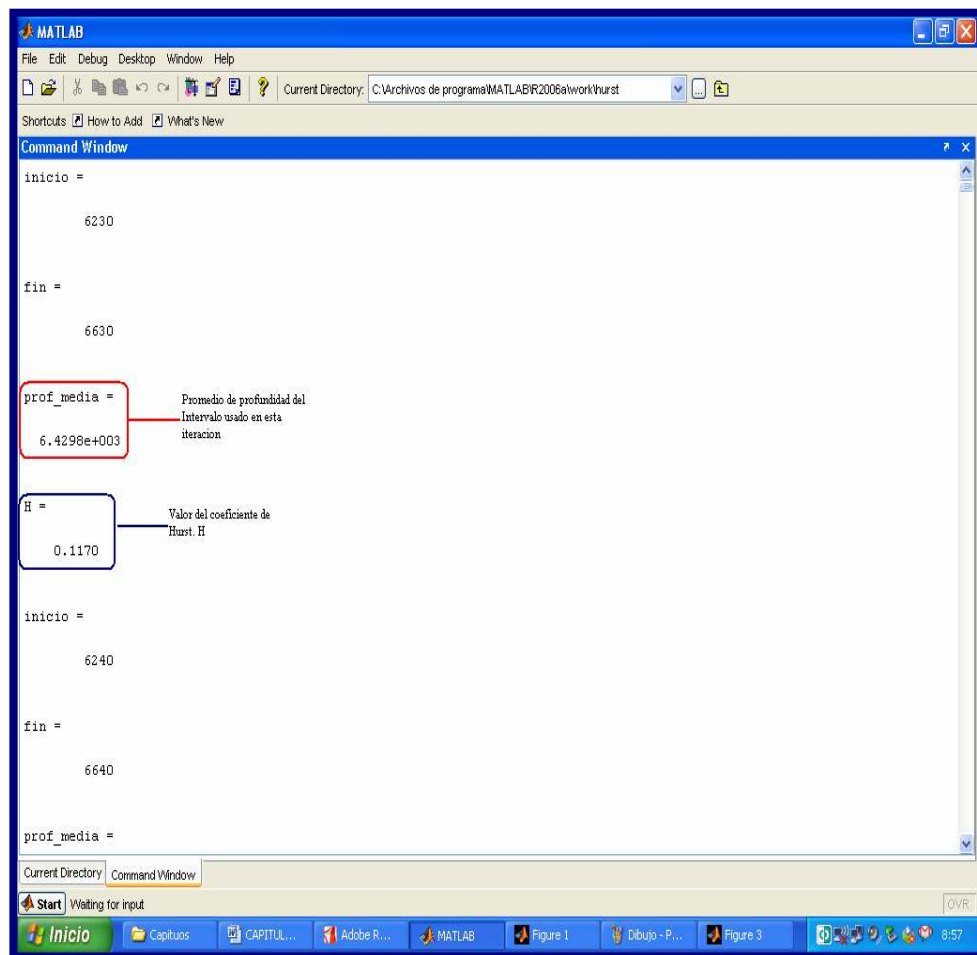 MATLAB
File Edit Debug Desktop Window Help
Current Directory: C:\Archivos de programa\MATLAB\R2006a\work\hurst
Shortcuts How to Add What's New
Command Window
inicio =
6230
fin =
6630
prof_media =
6.4298e+003
Promedio de profundidad del
Intervalo usado en esta
iteracion
H =
0.1170
Valor del coeficiente de
Hurst. H
inicio =
6240
fin =
6640
prof_media =
Current Directory Command Window
Start Waiting for input OVR
Inicio Capituos CAPITUL... Adobe R... MATLAB Figure 1 Dibujo - P... Figure 3 8:57